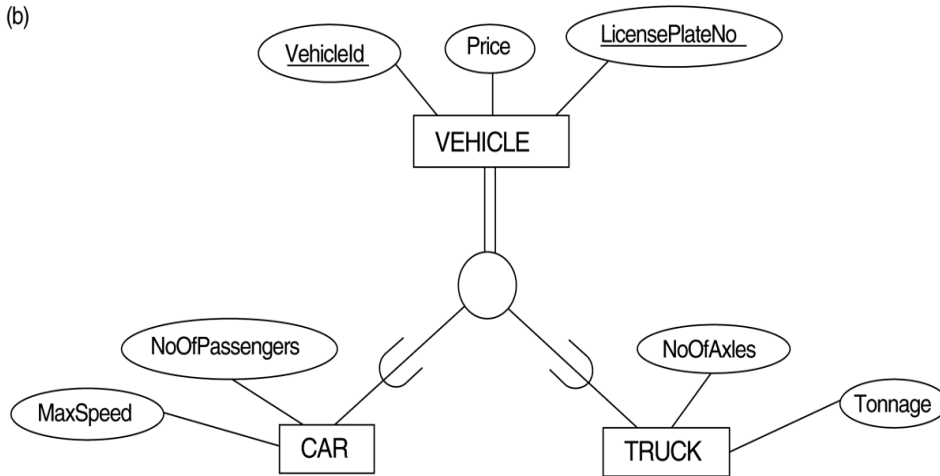 (b)
VehicleId
Price
LicensePlateNo
VEHICLE
NoOfPassengers
NoOfAxles
MaxSpeed
Tonnage
CAR
TRUCK